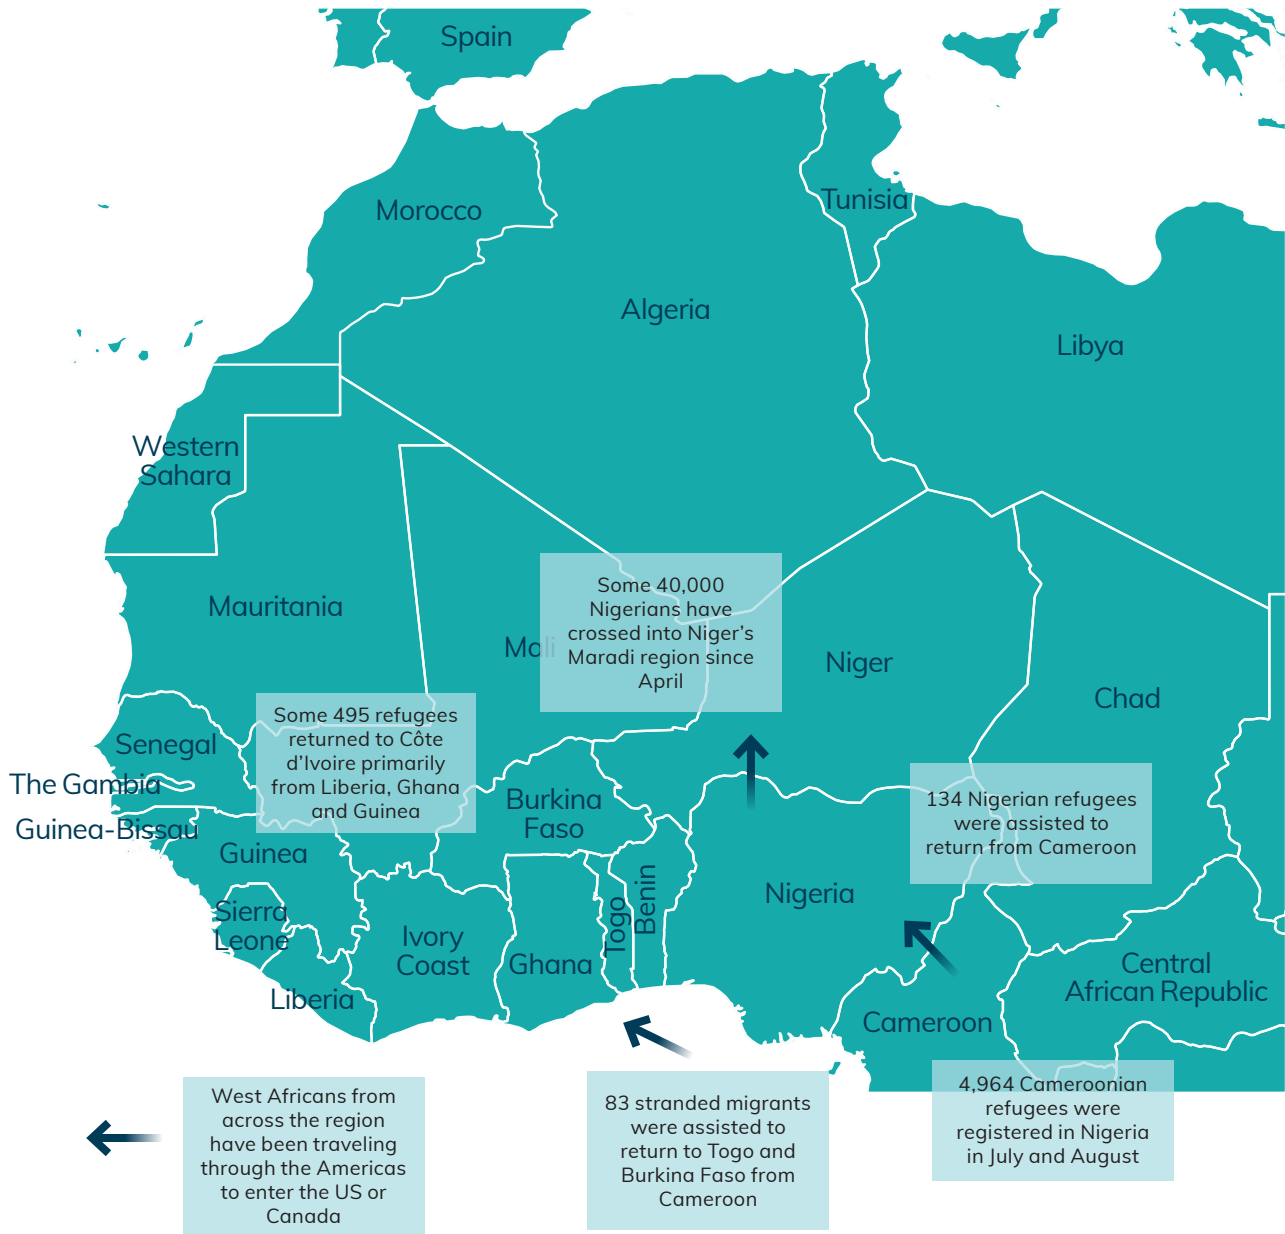 Spain
Morocco
Tunisia
Algeria
Libya
Western
Sahara
Mauritania
Mali
Some 40,000
Nigerians have
crossed into Niger’s
Maradi region since
April
Niger
Chad
Senegal
The Gambia
Guinea-Bissau
Some 495 refugees
returned to Côte
d’Ivoire primarily
from Liberia, Ghana
and Guinea
Burkina
Faso
134 Nigerian refugees
were assisted to
return from Cameroon
Guinea
Sierra
Leone
Liberia
Ivory
Coast
Ghana
Togo
Benin
Nigeria
Cameroon
Central
African Republic
West Africans from
across the region
have been traveling
through the Americas
to enter the US or
Canada
83 stranded migrants
were assisted to
return to Togo and
Burkina Faso from
Cameroon
4,964 Cameroonian
refugees were
registered in Nigeria
in July and August